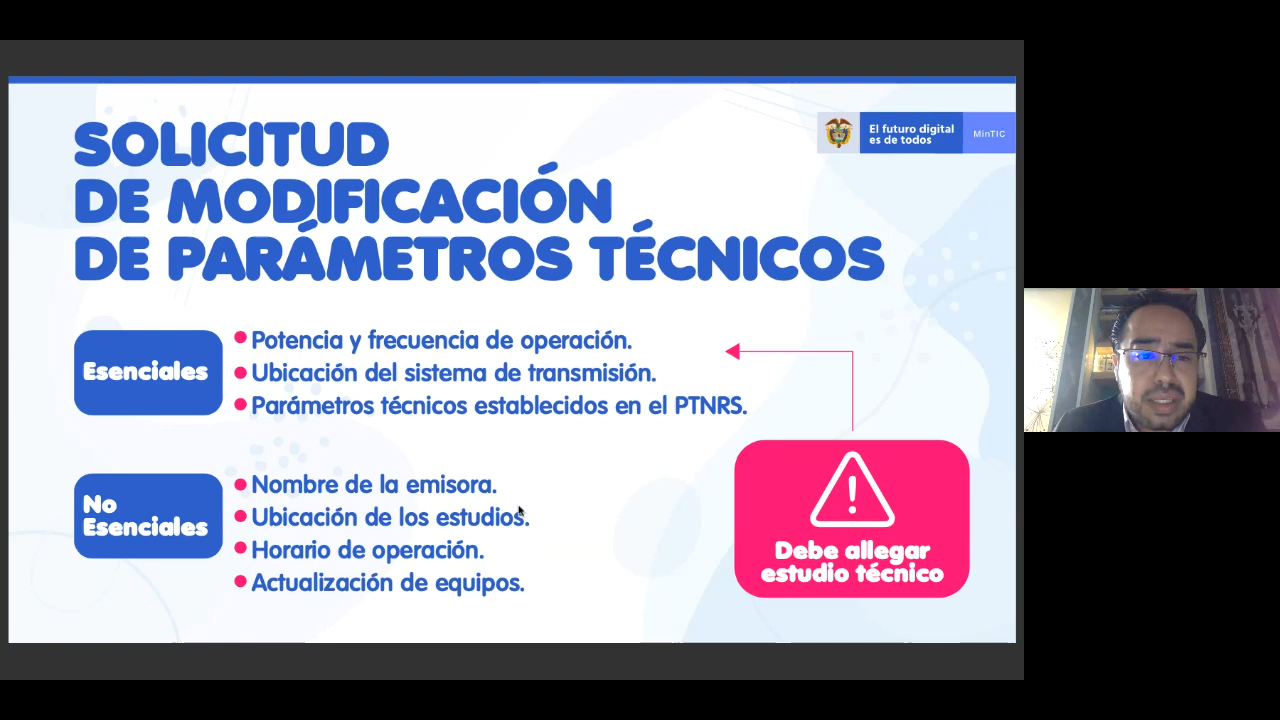 SOLICITUD
DE MODIFICACIÓN
DE PARÁMETROS TÉCNICOS
El futuro digital
es de todos
MinTIC
Esenciales
Potencia y frecuencia de operación.
Ubicación del sistema de transmisión.
Parámetros técnicos establecidos en el PTNRS.
No
Esenciales
Nombre de la emisora.
Ubicación de los estudios.
Horario de operación.
Actualización de equipos.
Debe allegar
estudio técnico